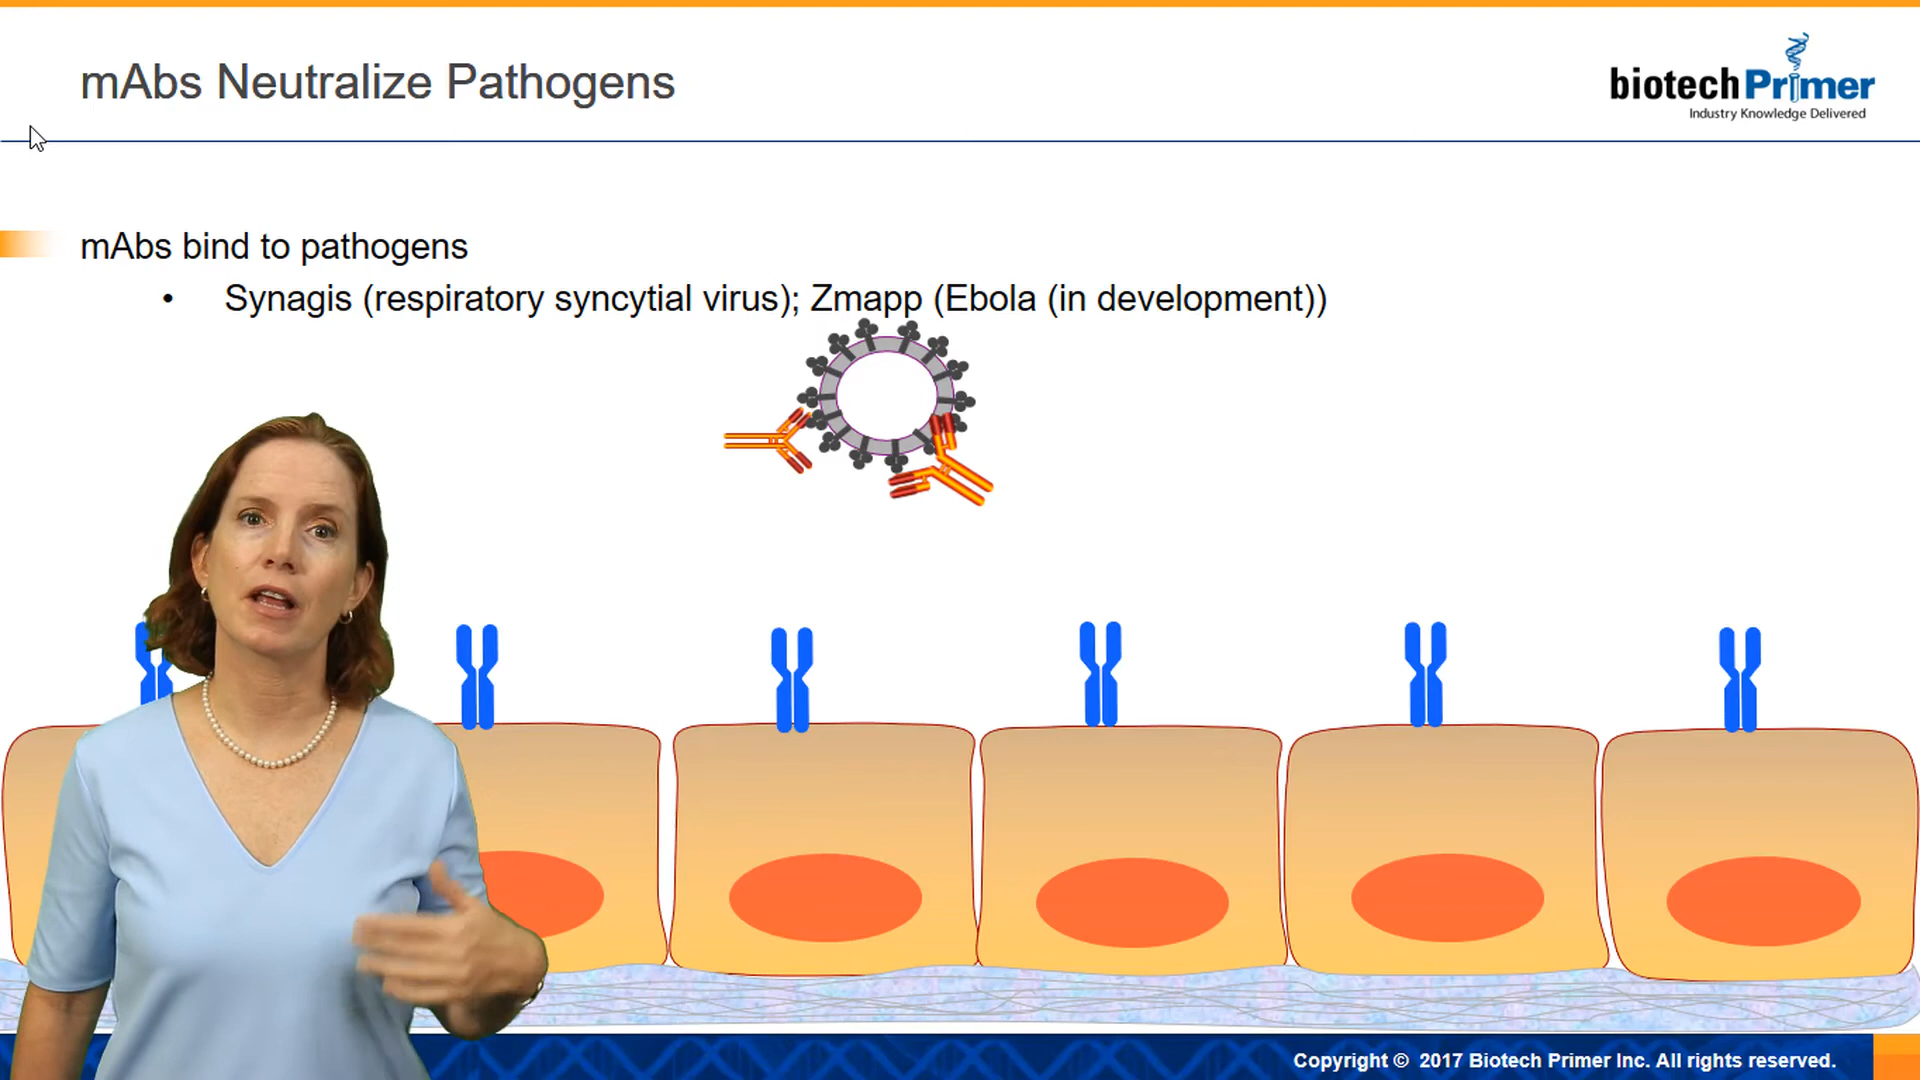 mAbs Neutralize Pathogens
biotech Primer
Industry Knowledge Delivered
mAbs bind to pathogens
• Synagis (respiratory syncytial virus); Zmapp (Ebola (in development))
Copyright © 2017 Biotech Primer Inc. All rights reserved.